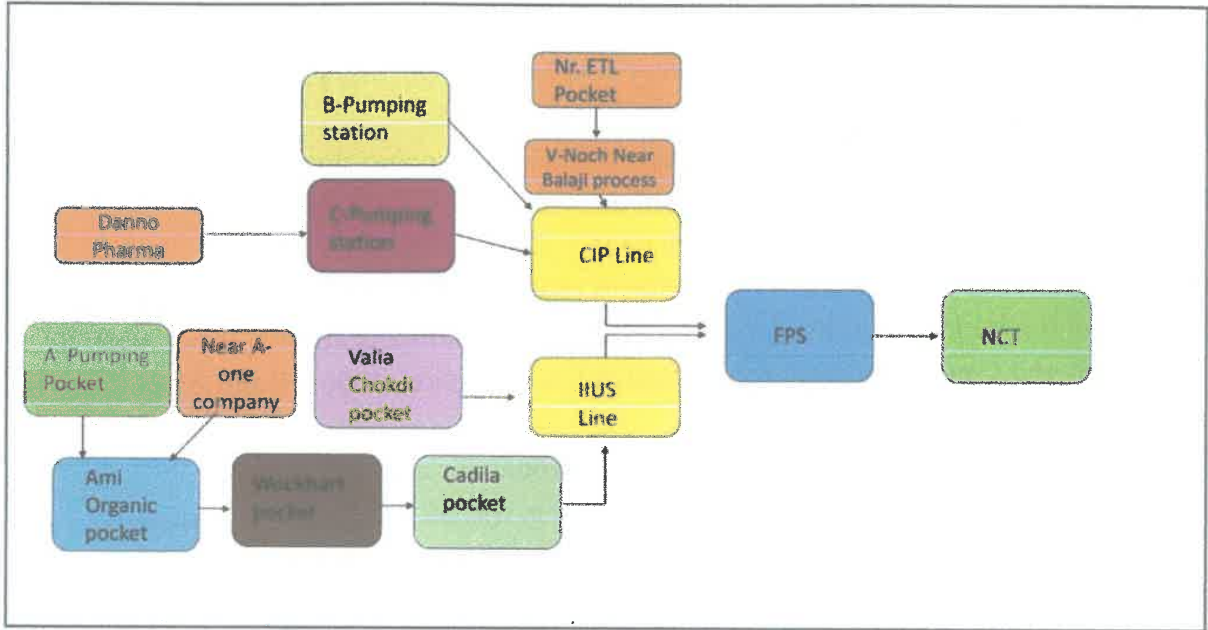 Nr. ETL
Pocket
B-Pumping
station
V-Noch Near
Balaji process
Danno
Pharma
C-Pumping
station
CIP Line
FPS
NCT
A Pumping
Pocket
Near A-
one
company
Valia
Chokdi
pocket
IIUS
Line
Ami
Organic
pocket
Wockhart
pocket
Cadila
pocket